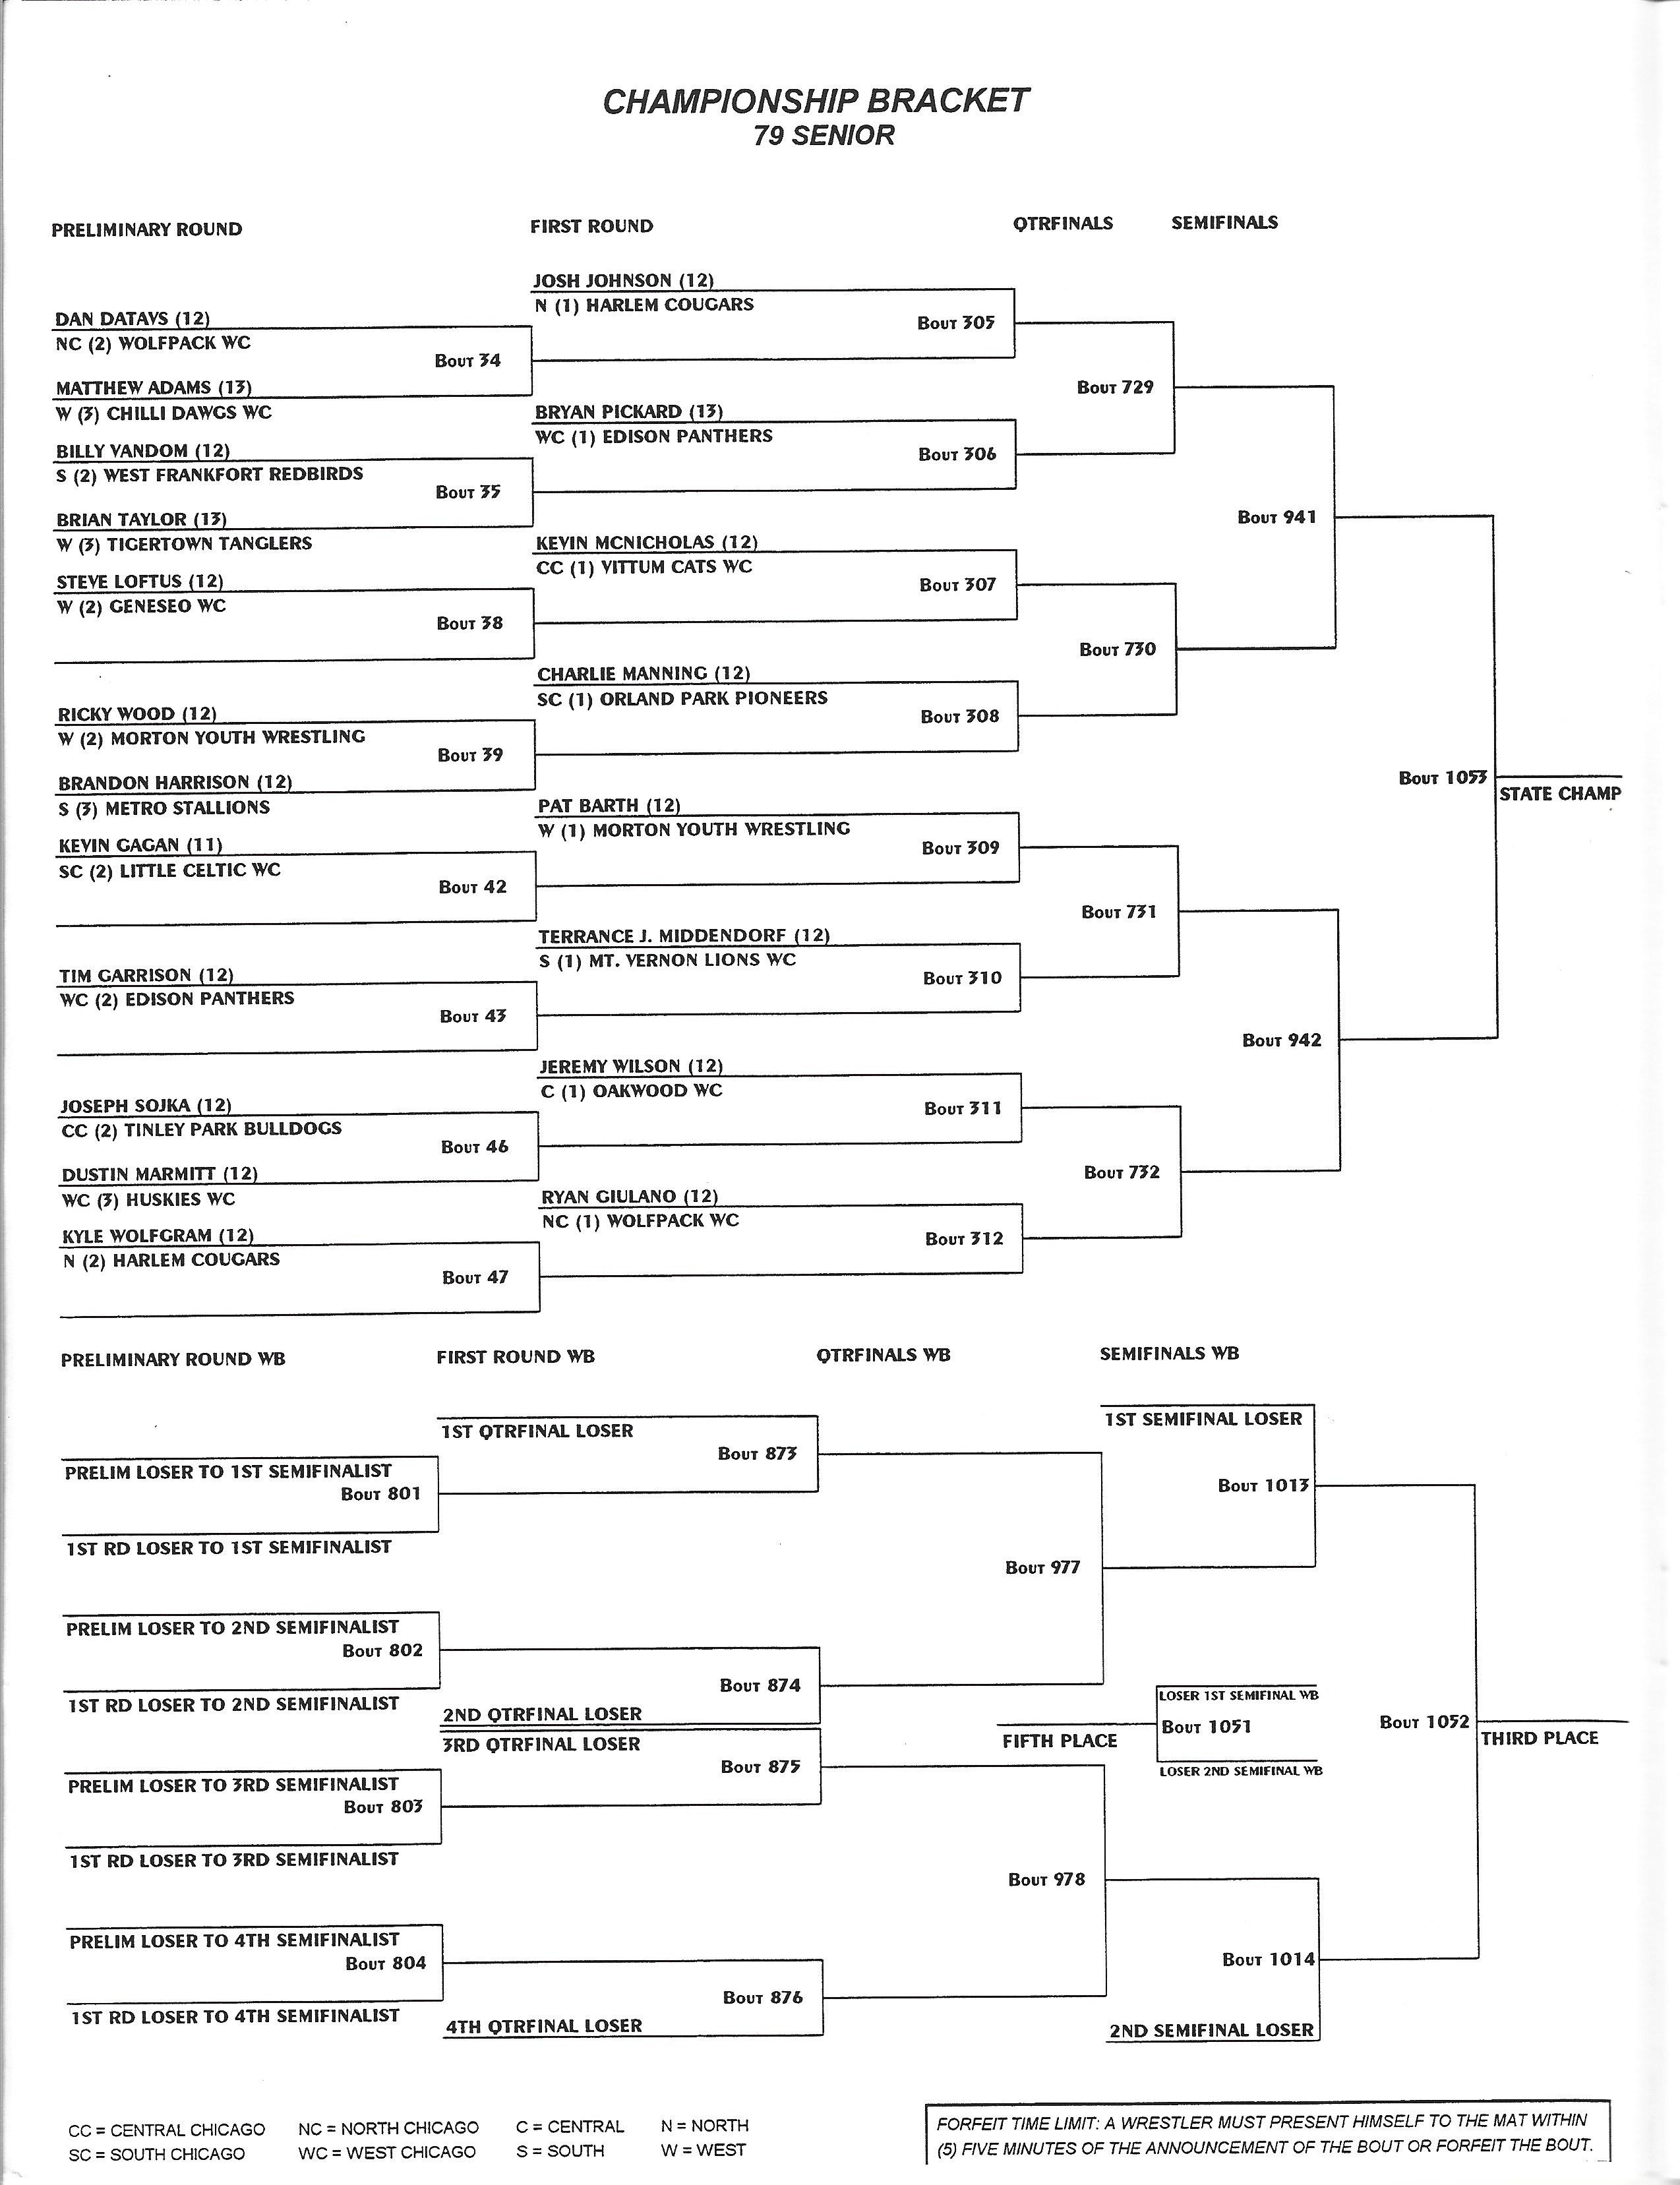 CHAMPIONSHIP BRACKET
79 SENIOR
PRELIMINARY ROUND
FIRST ROUND
QTRFINALS
SEMIFINALS
JOSH JOHNSON (12)
N (1) HARLEM COUGARS
BOUT 305
DAN DATAVS (12)
NC (2) WOLFPACK WC
BOUT 34
MATTHEW ADAMS (13)
W (3) CHILLI DAWGS WC
BOUT 729
BRYAN PICKARD (13)
WC (1) EDISON PANTHERS
BOUT 306
BILLY VANDOM (12)
S (2) WEST FRANKFORT REDBIRDS
BOUT 35
BRIAN TAYLOR (13)
W (3) TIGERTOWN TANGLERS
BOUT 941
KEVIN MCNICHOLAS (12)
CC (1) VITTUM CATS WC
BOUT 307
STEVE LOFTUS (12)
W (2) GENESEO WC
BOUT 38
BOUT 730
CHARLIE MANNING (12)
SC (1) ORLAND PARK PIONEERS
BOUT 308
RICKY WOOD (12)
W (2) MORTON YOUTH WRESTLING
BOUT 39
BRANDON HARRISON (12)
S (3) METRO STALLIONS
BOUT 1053
STATE CHAMP
PAT BARTH (12)
W (1) MORTON YOUTH WRESTLING
BOUT 309
KEVIN GAGAN (11)
SC (2) LITTLE CELTIC WC
BOUT 42
BOUT 731
TERRANCE J. MIDDENDORF (12)
S (1) MT. VERNON LIONS WC
BOUT 310
TIM GARRISON (12)
WC (2) EDISON PANTHERS
BOUT 43
BOUT 942
JEREMY WILSON (12)
C (1) OAKWOOD WC
BOUT 311
JOSEPH SOJKA (12)
CC (2) TINLEY PARK BULLDOGS
BOUT 46
DUSTIN MARMITT (12)
WC (3) HUSKIES WC
BOUT 732
RYAN GIULANO (12)
NC (1) WOLFPACK WC
BOUT 312
KYLE WOLFGRAM (12)
N (2) HARLEM COUGARS
BOUT 47
PRELIMINARY ROUND WB
FIRST ROUND WB
QTRFINALS WB
SEMIFINALS WB
1ST QTRFINAL LOSER
BOUT 873
1ST SEMIFINAL LOSER
BOUT 1013
PRELIM LOSER TO 1ST SEMIFINALIST
BOUT 801
1ST RD LOSER TO 1ST SEMIFINALIST
BOUT 977
PRELIM LOSER TO 2ND SEMIFINALIST
BOUT 802
1ST RD LOSER TO 2ND SEMIFINALIST
BOUT 874
2ND QTRFINAL LOSER
LOSER 1ST SEMIFINAL WB
BOUT 1051
FIFTH PLACE
LOSER 2ND SEMIFINAL WB
BOUT 1052
THIRD PLACE
3RD QTRFINAL LOSER
BOUT 875
PRELIM LOSER TO 3RD SEMIFINALIST
BOUT 803
1ST RD LOSER TO 3RD SEMIFINALIST
BOUT 978
PRELIM LOSER TO 4TH SEMIFINALIST
BOUT 804
1ST RD LOSER TO 4TH SEMIFINALIST
BOUT 876
4TH QTRFINAL LOSER
BOUT 1014
2ND SEMIFINAL LOSER
CC = CENTRAL CHICAGO NC = NORTH CHICAGO C = CENTRAL N = NORTH
SC = SOUTH CHICAGO WC = WEST CHICAGO S = SOUTH W = WEST
FORFEIT TIME LIMIT: A WRESTLER MUST PRESENT HIMSELF TO THE MAT WITHIN
(5) FIVE MINUTES OF THE ANNOUNCEMENT OF THE BOUT OR FORFEIT THE BOUT.